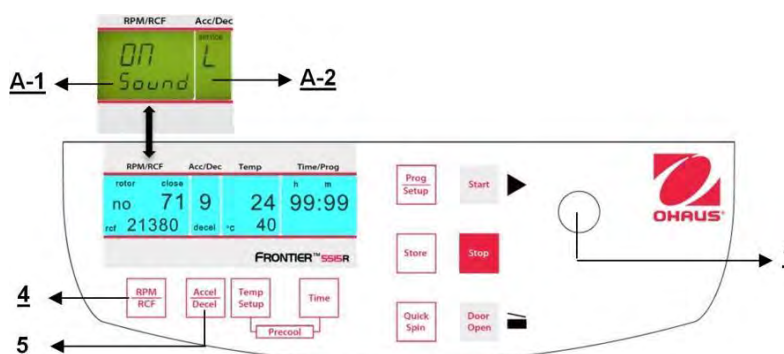 RPM/RCF Acc/Dec
service
ON L
Sound
A-1 A-2
RPM/RCF Acc/Dec Temp Time/Prog
rotor close h m
no 71 9 24 99:99
rcf 21380 decel °C 40
FRONTIER™ 5515R
Prog
Setup
Start
OHAUS®
Store
Stop
4
RPM
RCF
Accel
Decel
Temp
Setup
Time
Precool
5
Quick
Spin
Door
Open